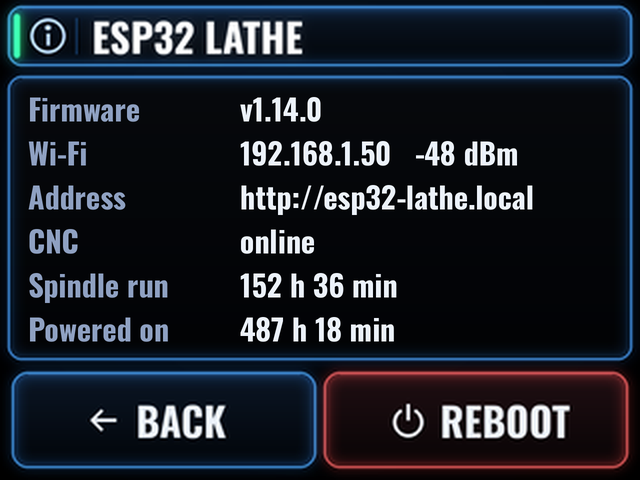 ESP32 LATHE
Firmware v1.14.0
Wi-Fi 192.168.1.50 -48 dBm
Address http://esp32-lathe.local
CNC online
Spindle run 152 h 36 min
Powered on 487 h 18 min
← BACK
REBOOT